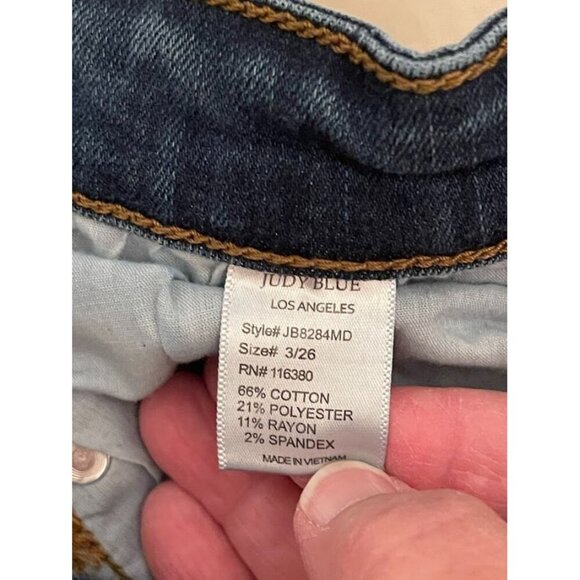 JUDY BLUE
LOS ANGELES
Style# JB8284MD
Size# 3/26
RN# 116380
66% COTTON
21% POLYESTER
11% RAYON
2% SPANDEX
MADE IN VIETNAM